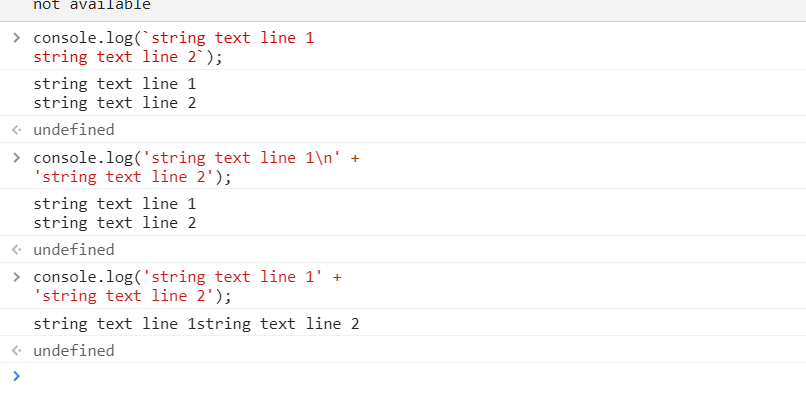 not available
> console.log(`string text line 1
string text line 2`);
string text line 1
string text line 2
<· undefined
> console.log('string text line 1\n' +
'string text line 2');
string text line 1
string text line 2
<· undefined
> console.log('string text line 1' +
'string text line 2');
string text line 1string text line 2
<· undefined
>